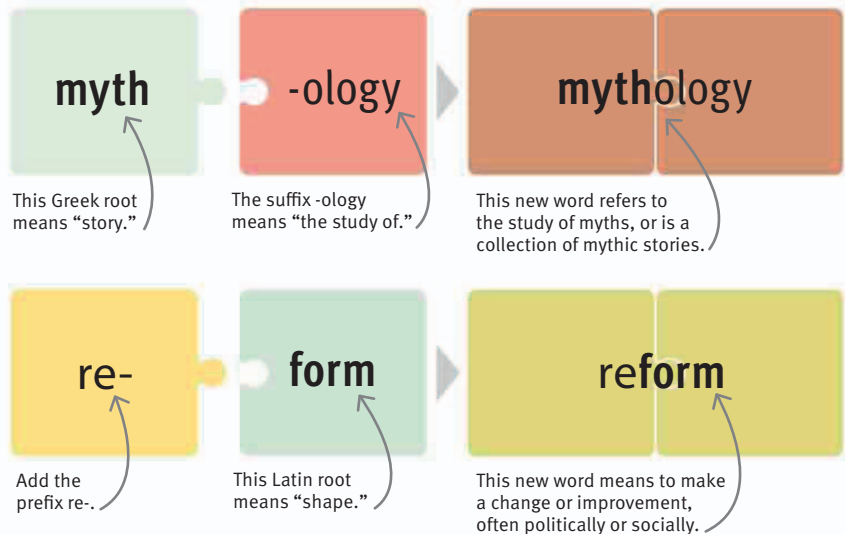 myth
-ology
mythology
This Greek root
means “story.”
The suffix -ology
means “the study of.”
This new word refers to
the study of myths, or is a
collection of mythic stories.
re-
form
reform
Add the
prefix re-.
This Latin root
means “shape.”
This new word means to make
a change or improvement,
often politically or socially.